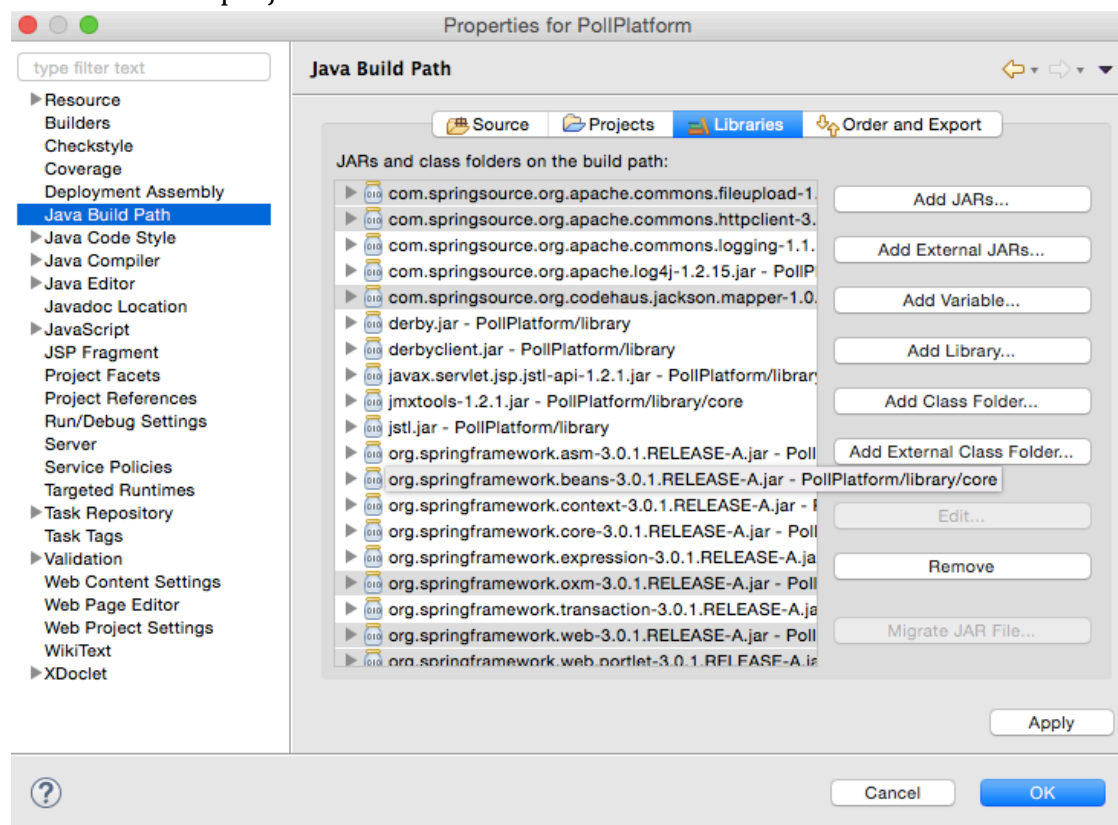 Properties for PollPlatform
type filter text
Resource
Builders
Checkstyle
Coverage
Deployment Assembly
Java Build Path
Java Code Style
Java Compiler
Java Editor
Javadoc Location
JavaScript
JSP Fragment
Project Facets
Project References
Run/Debug Settings
Server
Service Policies
Targeted Runtimes
Task Repository
Task Tags
Validation
Web Content Settings
Web Page Editor
Web Project Settings
WikiText
XDoclet
Java Build Path
Source Projects Libraries Order and Export
JARs and class folders on the build path:
com.springsource.org.apache.commons.fileupload-1.
com.springsource.org.apache.commons.httpclient-3.
com.springsource.org.apache.commons.logging-1.1.
com.springsource.org.apache.log4j-1.2.15.jar - PollP
com.springsource.org.codehaus.jackson.mapper-1.0.
derby.jar - PollPlatform/library
derbyclient.jar - PollPlatform/library
javax.servlet.jsp.jstl-api-1.2.1.jar - PollPlatform/library
jmxtools-1.2.1.jar - PollPlatform/library/core
jstl.jar - PollPlatform/library
org.springframework.asm-3.0.1.RELEASE-A.jar - Poll
org.springframework.beans-3.0.1.RELEASE-A.jar - PollPlatform/library/core
org.springframework.context-3.0.1.RELEASE-A.jar -
org.springframework.core-3.0.1.RELEASE-A.jar - Poll
org.springframework.expression-3.0.1.RELEASE-A.ja
org.springframework.oxm-3.0.1.RELEASE-A.jar - Poll
org.springframework.transaction-3.0.1.RELEASE-A.ja
org.springframework.web-3.0.1.RELEASE-A.jar - Poll
org.springframework.web.portlet-3.0.1.RELEASE-A.ja
Add JARs...
Add External JARs...
Add Variable...
Add Library...
Add Class Folder...
Add External Class Folder...
Edit...
Remove
Migrate JAR File...
Apply
?
Cancel
OK